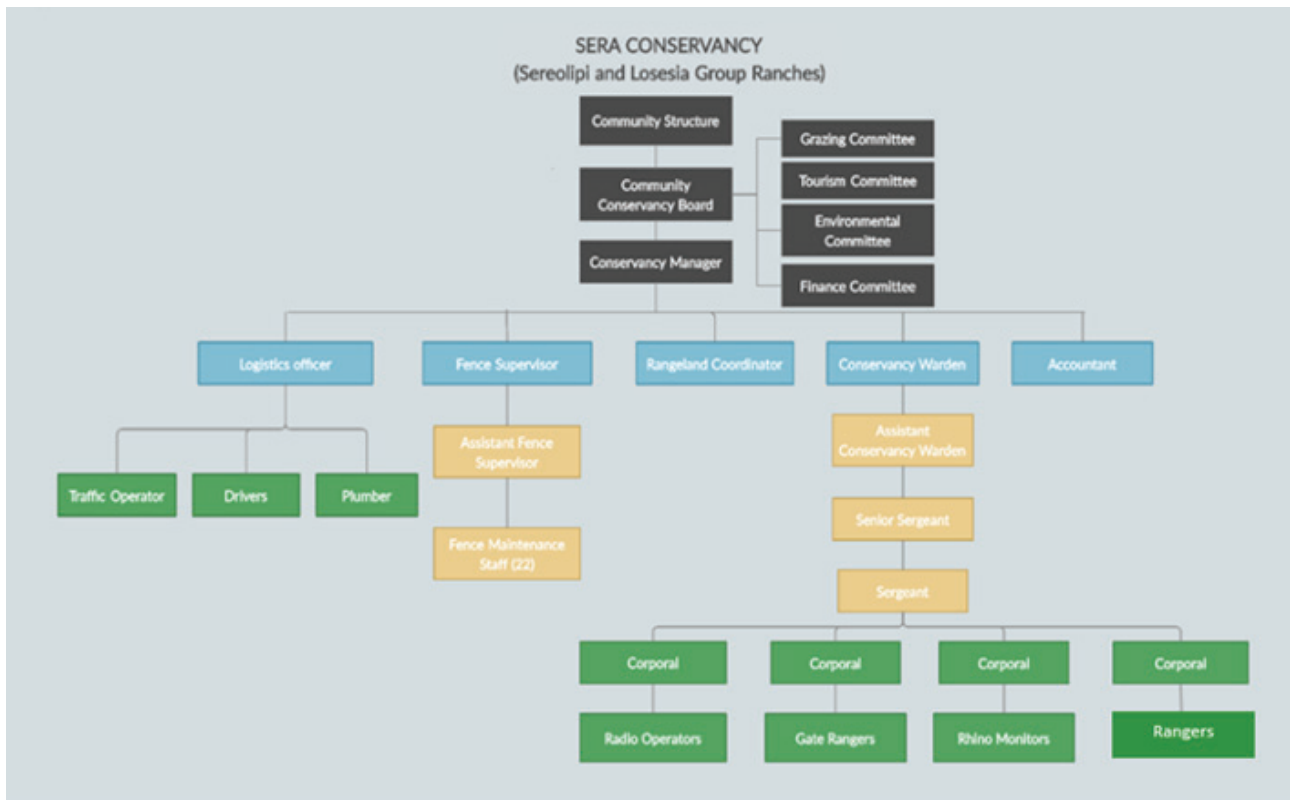 SERA CONSERVANCY
(Sereolipi and Losesia Group Ranches)
Community Structure
Community
Conservancy Board
Conservancy Manager
Grazing Committee
Tourism Committee
Environmental
Committee
Finance Committee
Logistics officer
Fence Supervisor
Rangeland Coordinator
Conservancy Warden
Accountant
Traffic Operator
Drivers
Plumber
Assistant Fence
Supervisor
Fence Maintenance
Staff (22)
Assistant
Conservancy Warden
Senior Sergeant
Sergeant
Corporal
Corporal
Corporal
Corporal
Radio Operators
Gate Rangers
Rhino Monitors
Rangers